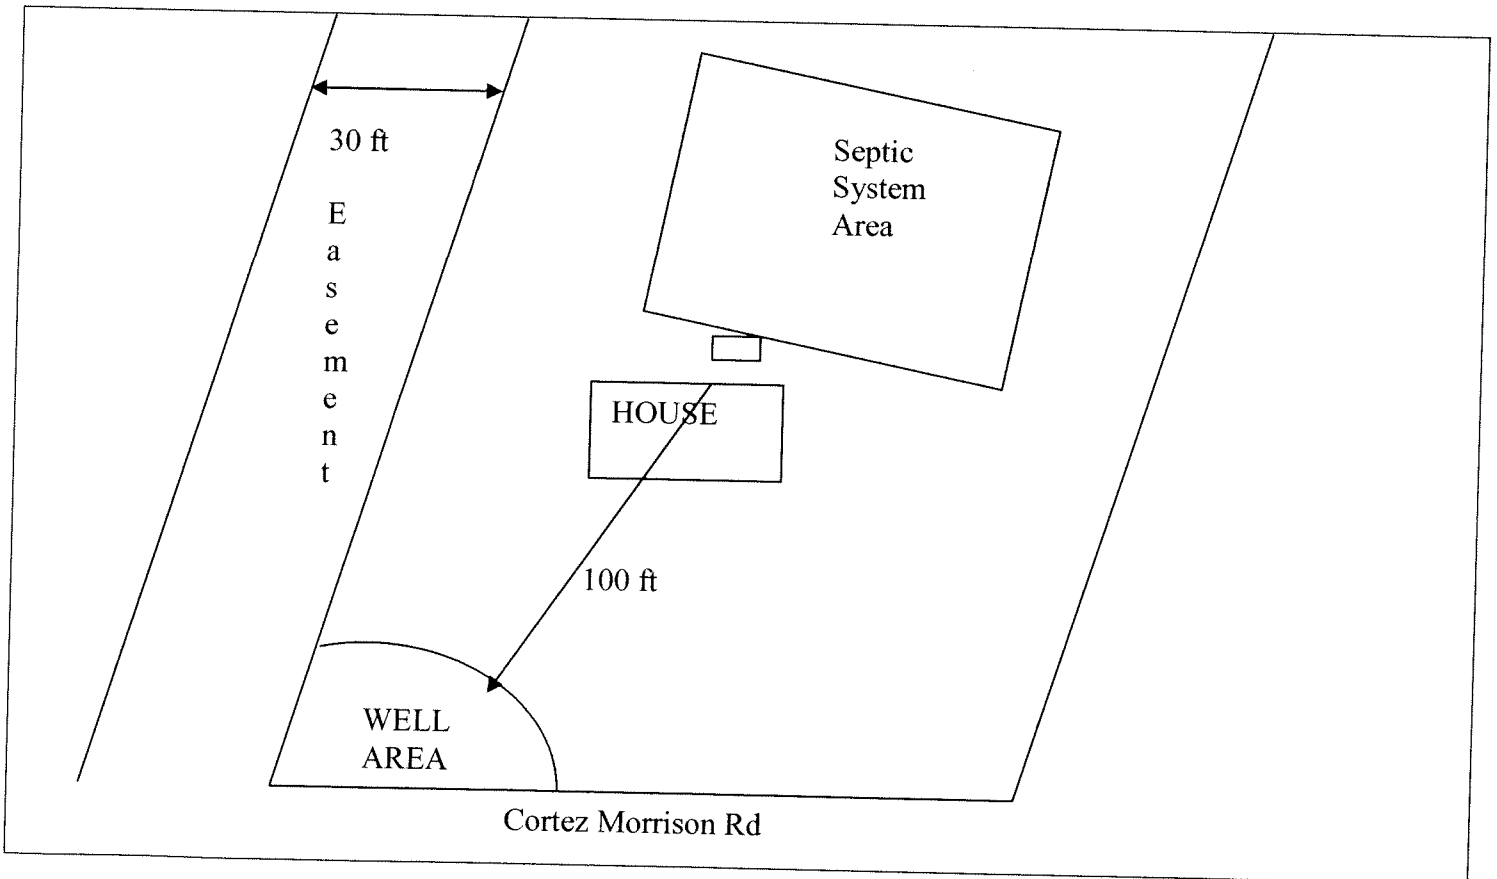 30 ft
E
a
s
e
m
e
n
t
Septic
System
Area
HOUSE
100 ft
WELL
AREA
Cortez Morrison Rd